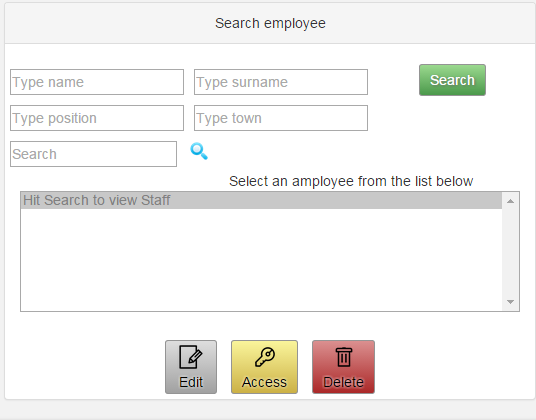 Search employee
Type name Type surname Search
Type position Type town
Search
Select an amployee from the list below
Hit Search to view Staff
Edit Access Delete